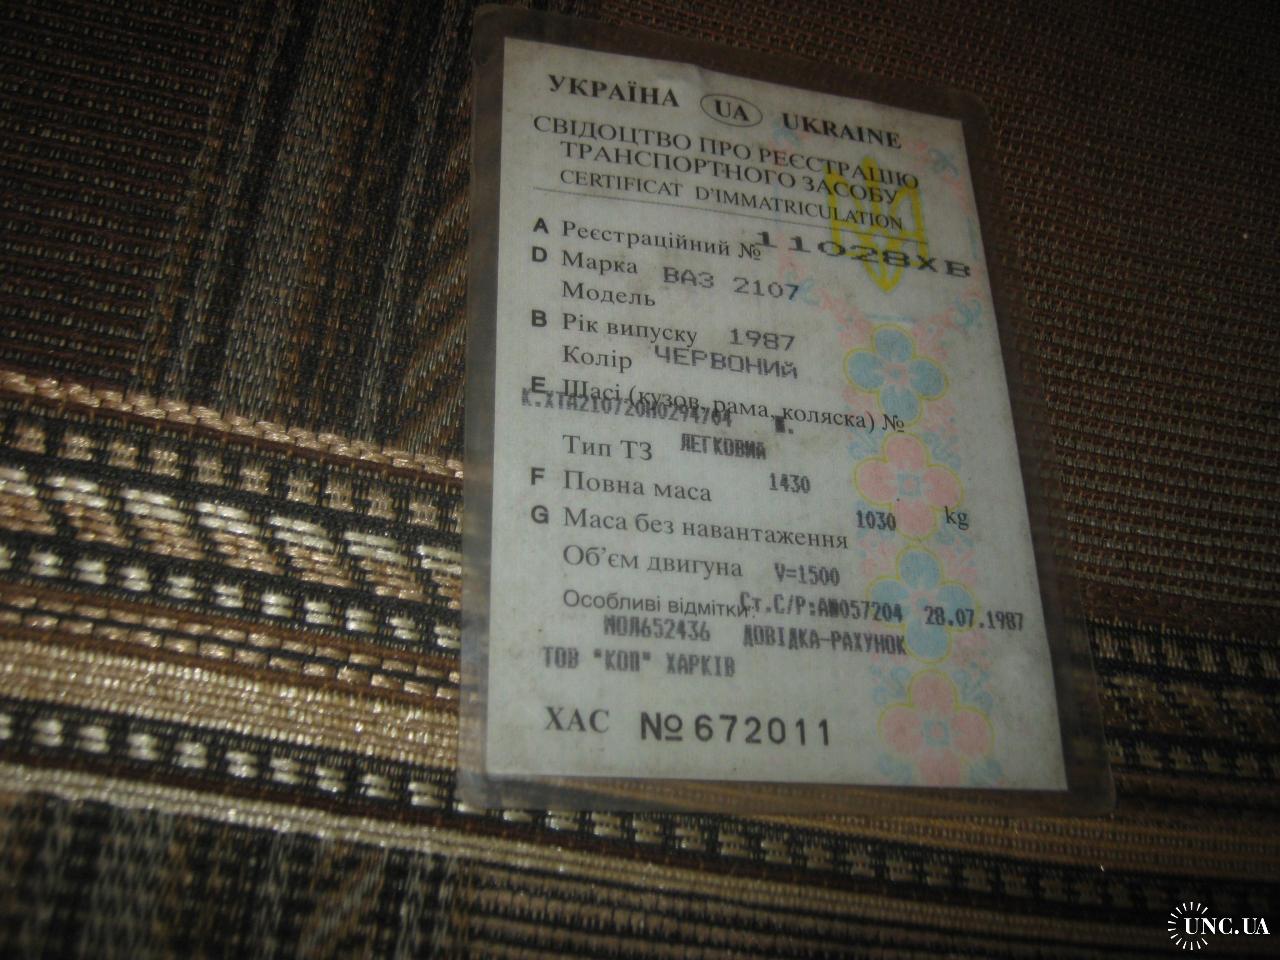 УКРАЇНА UA UKRAINE
СВІДОЦТВО ПРО РЕЄСТРАЦІЮ
ТРАНСПОРТНОГО ЗАСОБУ
CERTIFICAT D'IMMATRICULATION
A Реєстраційний № 11028ХВ
D Марка ВАЗ 2107
Модель
B Рік випуску 1987
Колір ЧЕРВОНИЙ
E Шасі (кузов, рама, коляска) №
К.ХТА210720Н0294704 Ш.
Тип ТЗ ЛЕГКОВИЙ
F Повна маса 1430
G Маса без навантаження 1030 kg
Об'єм двигуна V=1500
Особливі відмітки: Ст.С/Р:АШ057204 28.07.1987
МОЛ652436 ДОВІДКА-РАХУНОК
ТОВ "КОП" ХАРКІВ
ХАС №672011
UNC.UA